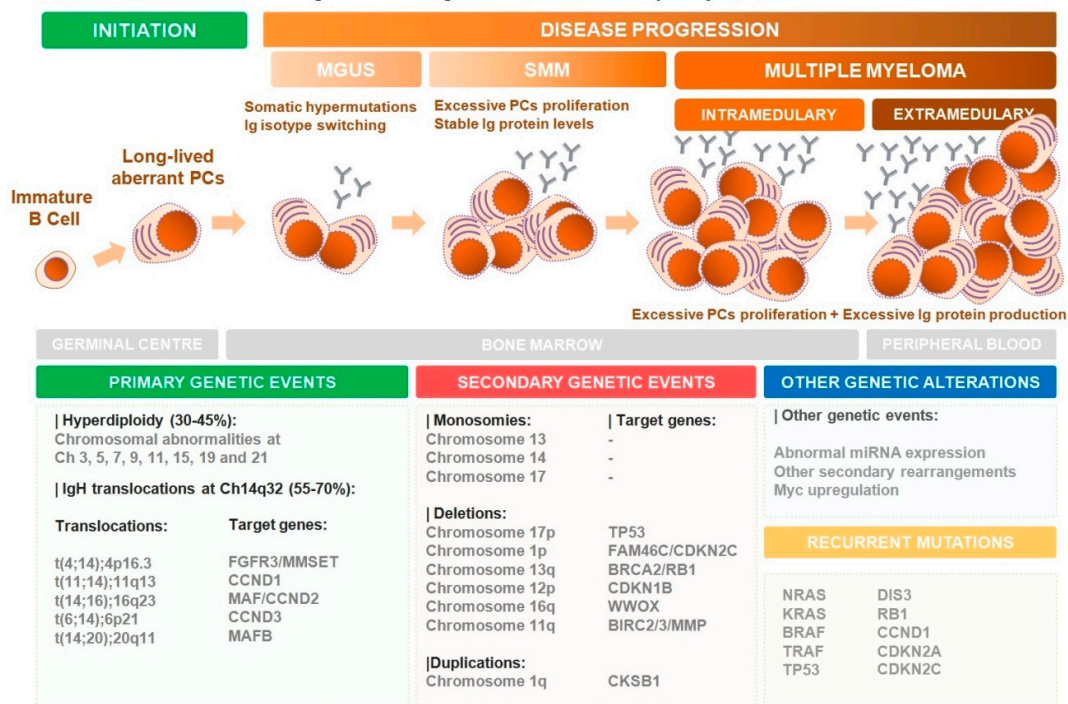 INITIATION
DISEASE PROGRESSION
MGUS
SMM
MULTIPLE MYELOMA
INTRAMEDULARY
EXTRAMEDULARY
Somatic hypermutations
Ig isotype switching
Excessive PCs proliferation
Stable Ig protein levels
Long-lived
aberrant PCs
Immature
B Cell
Excessive PCs proliferation + Excessive Ig protein production
GERMINAL CENTRE
BONE MARROW
PERIPHERAL BLOOD
PRIMARY GENETIC EVENTS
| Hyperdiploidy (30-45%):
Chromosomal abnormalities at
Ch 3, 5, 7, 9, 11, 15, 19 and 21
| IgH translocations at Ch14q32 (55-70%):
Translocations: Target genes:
t(4;14);4p16.3 FGFR3/MMSET
t(11;14);11q13 CCND1
t(14;16);16q23 MAF/CCND2
t(6;14);6p21 CCND3
t(14;20);20q11 MAFB
SECONDARY GENETIC EVENTS
| Monosomies: | Target genes:
Chromosome 13 -
Chromosome 14 -
Chromosome 17 -
| Deletions:
Chromosome 17p TP53
Chromosome 1p FAM46C/CDKN2C
Chromosome 13q BRCA2/RB1
Chromosome 12p CDKN1B
Chromosome 16q WWOX
Chromosome 11q BIRC2/3/MMP
|Duplications:
Chromosome 1q CKSB1
OTHER GENETIC ALTERATIONS
| Other genetic events:
Abnormal miRNA expression
Other secondary rearrangements
Myc upregulation
RECURRENT MUTATIONS
NRAS DIS3
KRAS RB1
BRAF CCND1
TRAF CDKN2A
TP53 CDKN2C